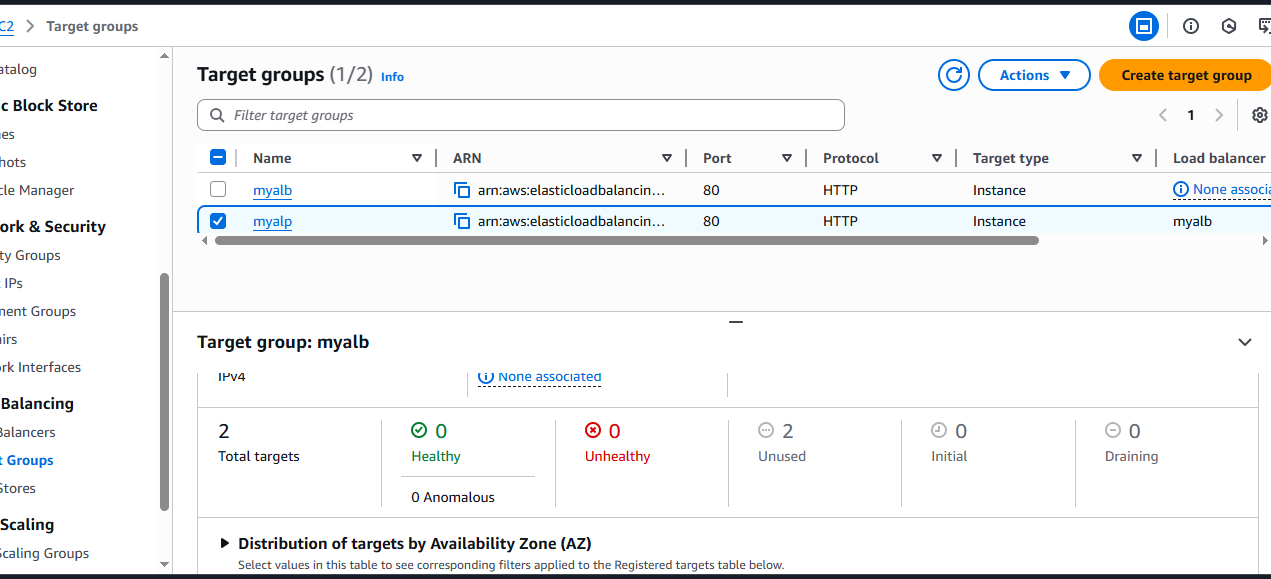 C2 > Target groups
atalog
c Block Store
es
hots
cle Manager
ork & Security
ty Groups
IPs
ment Groups
irs
rk Interfaces
Balancing
Balancers
t Groups
Stores
Scaling
Scaling Groups
Target groups (1/2) Info
Actions
Create target group
Filter target groups
1
Name ARN Port Protocol Target type Load balancer
myalb arn:aws:elasticloadbalancin... 80 HTTP Instance None associa
myalp arn:aws:elasticloadbalancin... 80 HTTP Instance myalb
Target group: myalb
IPv4 None associated
2 0 0 2 0 0
Total targets Healthy Unhealthy Unused Initial Draining
0 Anomalous
Distribution of targets by Availability Zone (AZ)
Select values in this table to see corresponding filters applied to the Registered targets table below.